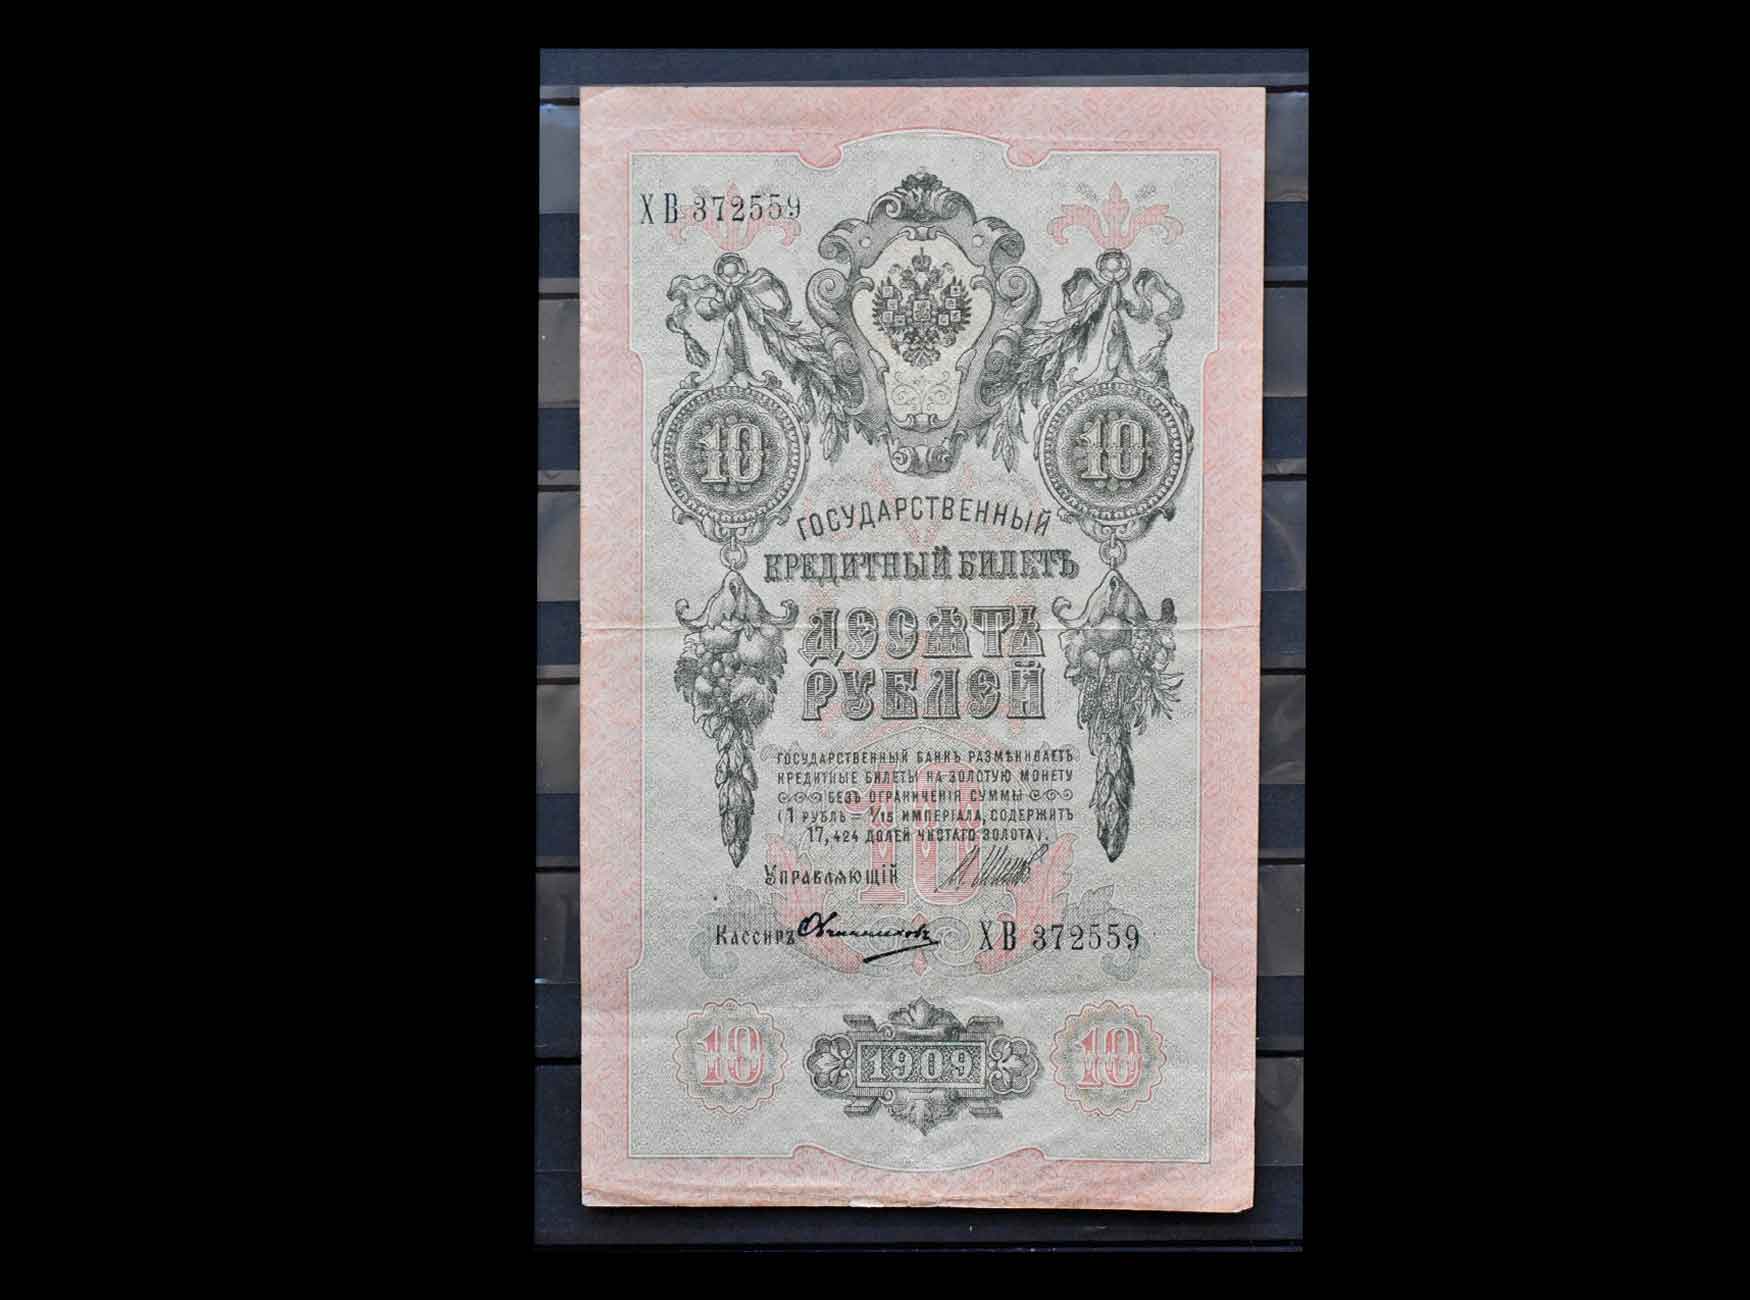 ХВ 372559
10 10
ГОСУДАРСТВЕННЫЙ
КРЕДИТНЫЙ БИЛЕТЪ
ДЕСЯТЬ
РУБЛЕЙ
ГОСУДАРСТВЕННЫЙ БАНКЪ РАЗМѢНИВАЕТЪ
КРЕДИТНЫЕ БИЛЕТЫ НА ЗОЛОТУЮ МОНЕТУ
БЕЗЪ ОГРАНИЧЕНІЯ СУММЫ
(1 РУБЛЬ = 1/15 ИМПЕРІАЛА, СОДЕРЖИТЪ
17,424 ДОЛЕЙ ЧИСТАГО ЗОЛОТА).
10
УПРАВЛЯЮЩІЙ
КАССИРЪ Овчинниковъ ХВ 372559
10 1909 10